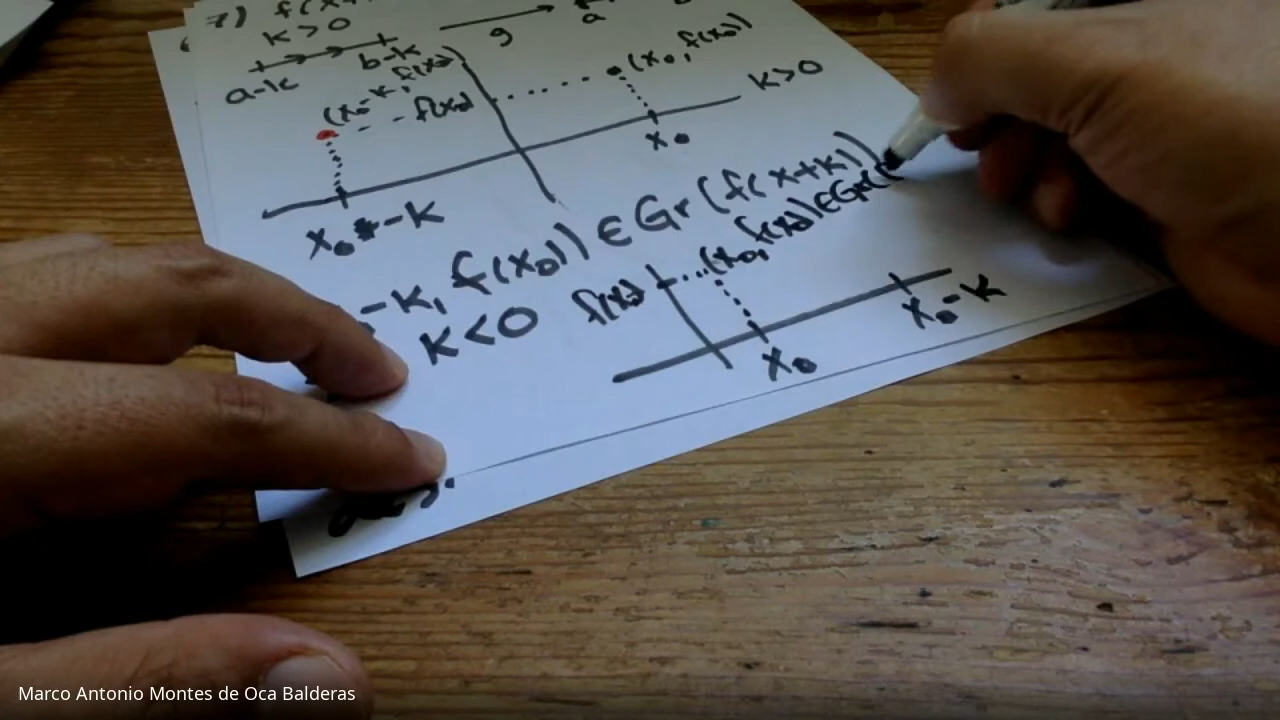 7) f(x+
k>0
a-k b-k
g
a
(x₀-k, f(x₀)
f(x₀)
(x₀, f(x₀))
k>0
x₀
x₀ -k
-k, f(x₀)) ∈ Gr(f(x+k))
k<0
f(x₀)
(x₀, f(x₀)) ∈ Gr(
x₀
x₀-k
Marco Antonio Montes de Oca Balderas